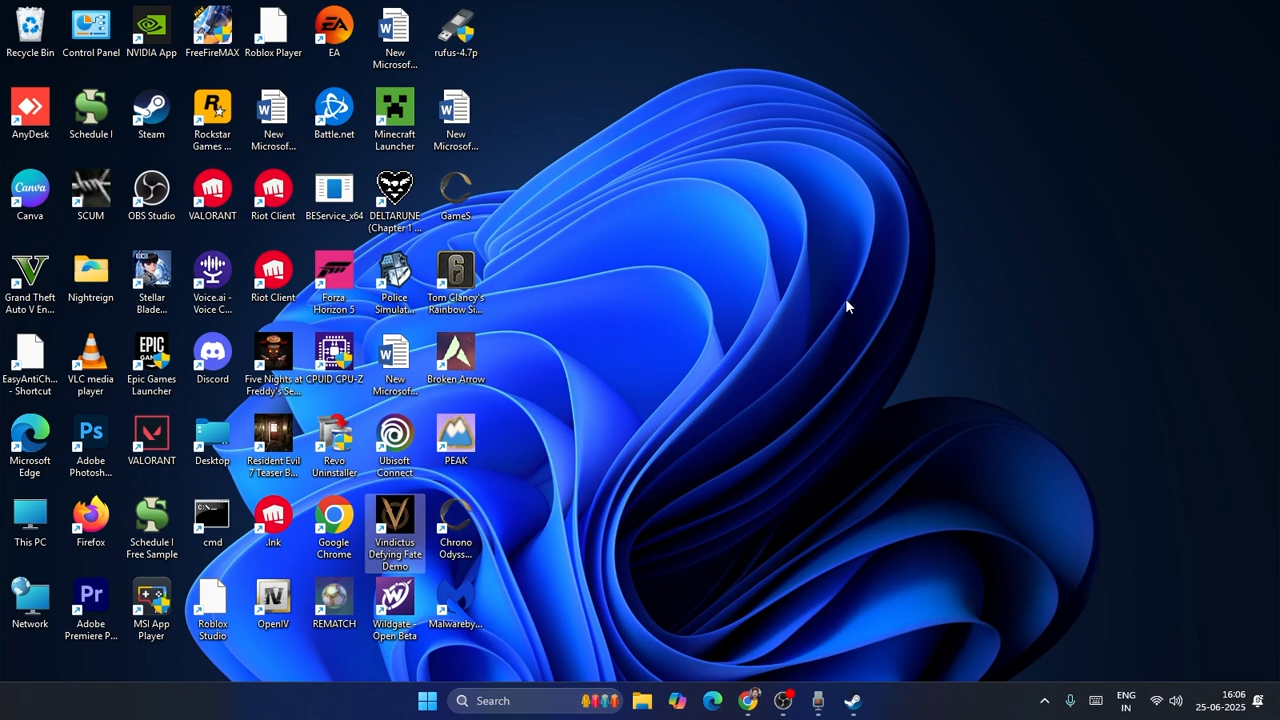 Recycle Bin
Control Panel
NVIDIA App
FreeFireMAX
Roblox Player
EA
New
Microsof...
rufus-4.7p
AnyDesk
Schedule I
Steam
Rockstar
Games ...
New
Microsof...
Battle.net
Minecraft
Launcher
New
Microsof...
Canva
Canva
SCUM
OBS Studio
VALORANT
Riot Client
BEService_x64
DELTARUNE
(Chapter 1 ...
GameS
Grand Theft
Auto V En...
Nightreign
Stellar
Blade...
Voice.ai -
Voice C...
Riot Client
Forza
Horizon 5
Police
Simulat...
Tom Clancy's
Rainbow Si...
EasyAntiCh...
- Shortcut
VLC media
player
EPIC
Epic Games
Launcher
Discord
Five Nights at
Freddy's Se...
CPUID CPU-Z
New
Microsof...
Broken Arrow
Microsoft
Edge
Ps
Adobe
Photosh...
VALORANT
Desktop
Resident Evil
7 Teaser B...
Revo
Uninstaller
Ubisoft
Connect
PEAK
This PC
Firefox
Schedule I
Free Sample
cmd
.lnk
Google
Chrome
Vindictus
Defying Fate
Demo
Chrono
Odyss...
Network
Pr
Adobe
Premiere P...
MSI App
Player
Roblox
Studio
IV
OpenIV
REMATCH
Wildgate -
Open Beta
Malwareby...
Search
ENG
IN
16:06
25-06-2025